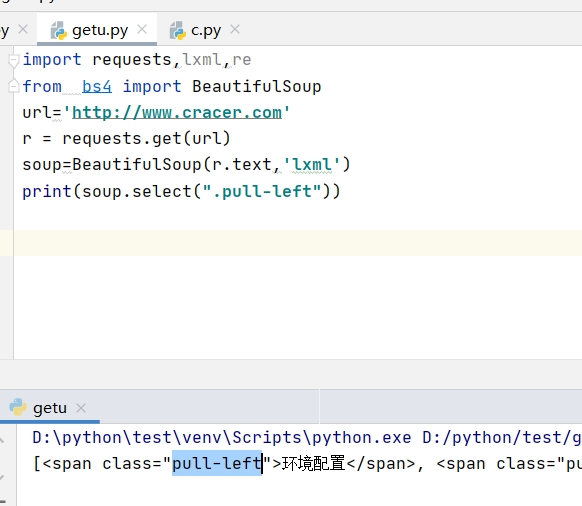 y getu.py c.py
import requests,lxml,re
from  bs4 import BeautifulSoup
url='http://www.cracer.com'
r = requests.get(url)
soup=BeautifulSoup(r.text,'lxml')
print(soup.select(".pull-left"))
getu
D:\python\test\venv\Scripts\python.exe D:/python/test/g
[<span class="pull-left">环境配置</span>, <span class="pu